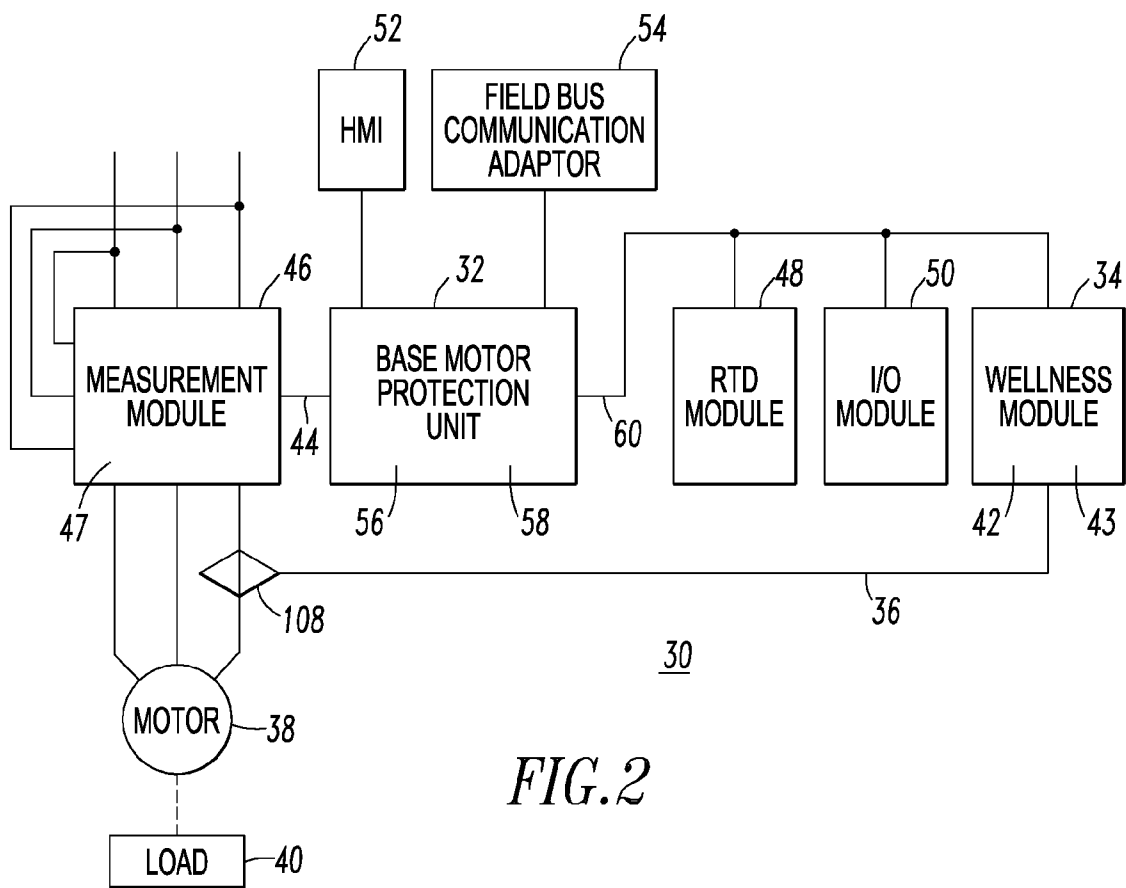 52
54
HMI
FIELD BUS
COMMUNICATION
ADAPTOR
46
32
48
50
34
MEASUREMENT
MODULE
BASE MOTOR
PROTECTION
UNIT
RTD
MODULE
I/O
MODULE
WELLNESS
MODULE
44
60
47
56
58
42
43
108
36
30
MOTOR
38
FIG.2
LOAD
40